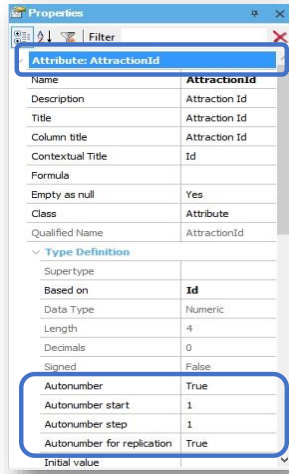 Properties
Filter
Attribute: AttractionId
Name AttractionId
Description Attraction Id
Title Attraction Id
Column title Attraction Id
Contextual Title Id
Formula
Empty as null Yes
Class Attribute
Qualified Name AttractionId
Type Definition
Supertype
Based on Id
Data Type Numeric
Length 4
Decimals 0
Signed False
Autonumber True
Autonumber start 1
Autonumber step 1
Autonumber for replication True
Initial value